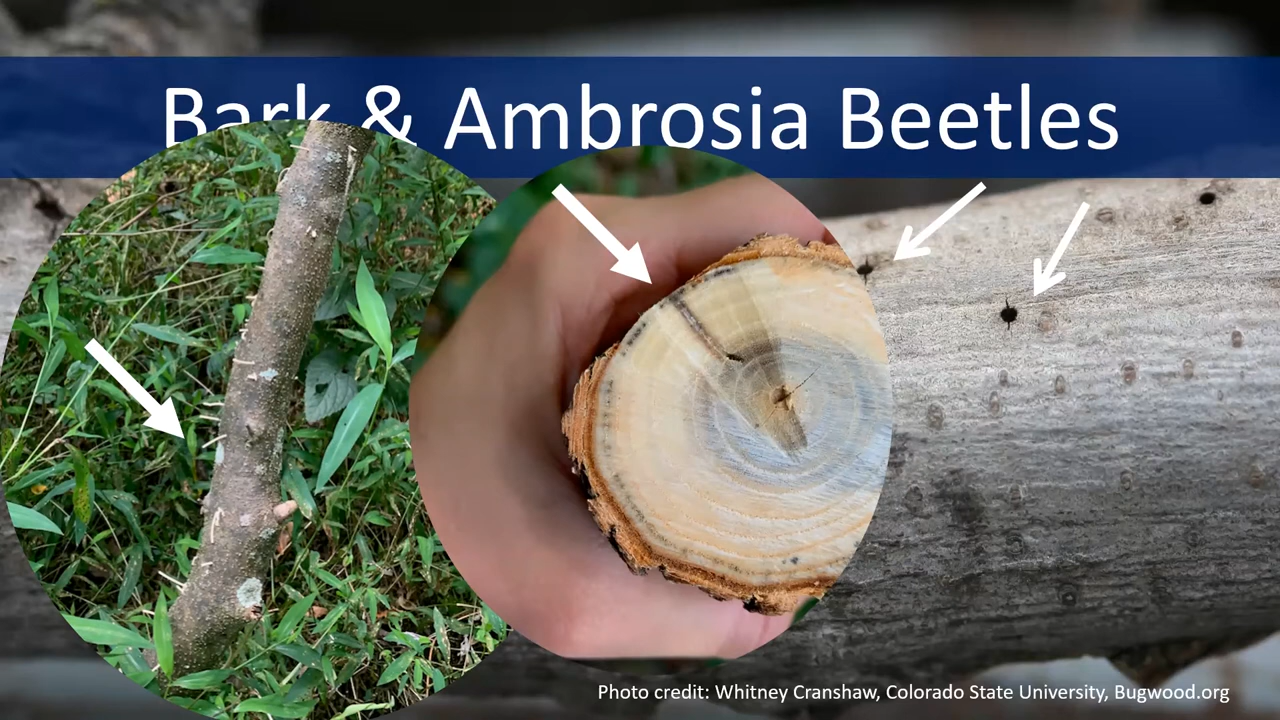 Bark & Ambrosia Beetles
Photo credit: Whitney Cranshaw, Colorado State University, Bugwood.org